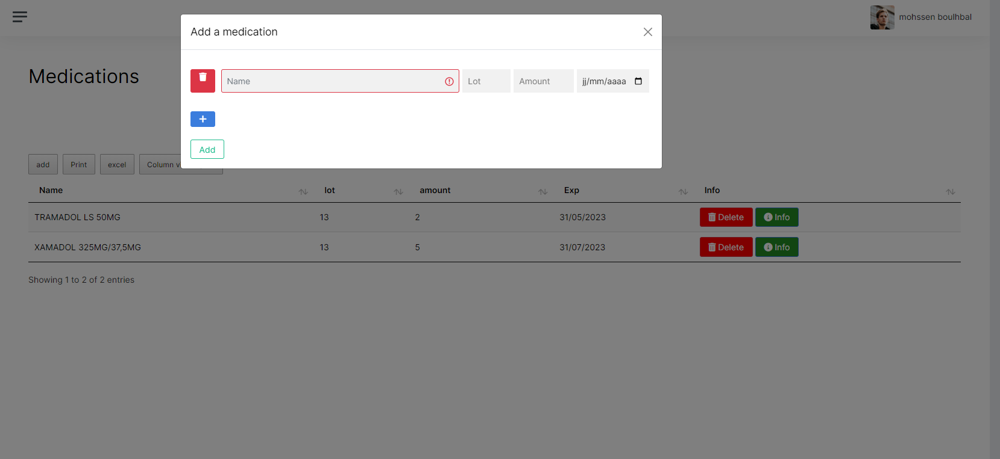 mohssen boulhbal
Add a medication
Medications
Name Lot Amount jj/mm/aaaa
Add
add Print excel Column v
Name lot amount Exp Info
TRAMADOL LS 50MG 13 2 31/05/2023 Delete Info
XAMADOL 325MG/37,5MG 13 5 31/07/2023 Delete Info
Showing 1 to 2 of 2 entries